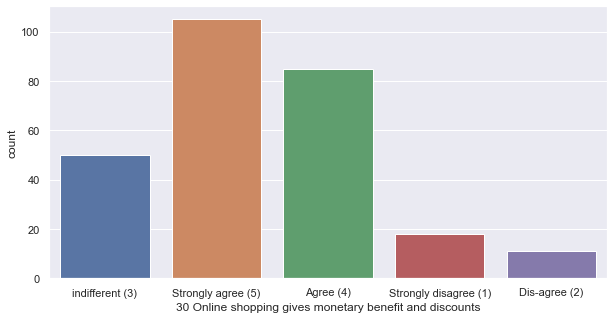 100
80
60
40
20
0
count
indifferent (3) Strongly agree (5) Agree (4) Strongly disagree (1) Dis-agree (2)
30 Online shopping gives monetary benefit and discounts